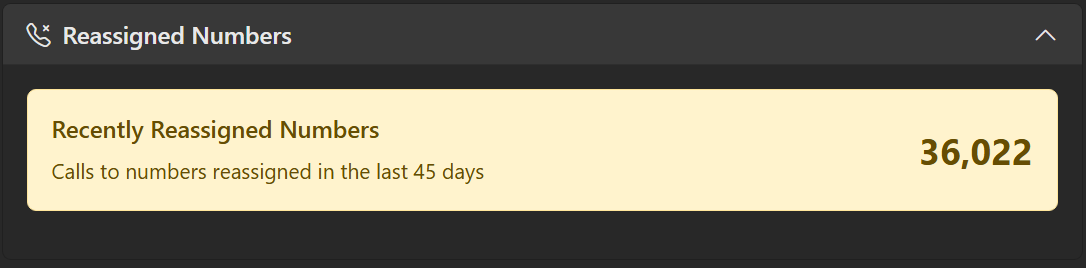 Reassigned Numbers
Recently Reassigned Numbers
Calls to numbers reassigned in the last 45 days
36,022